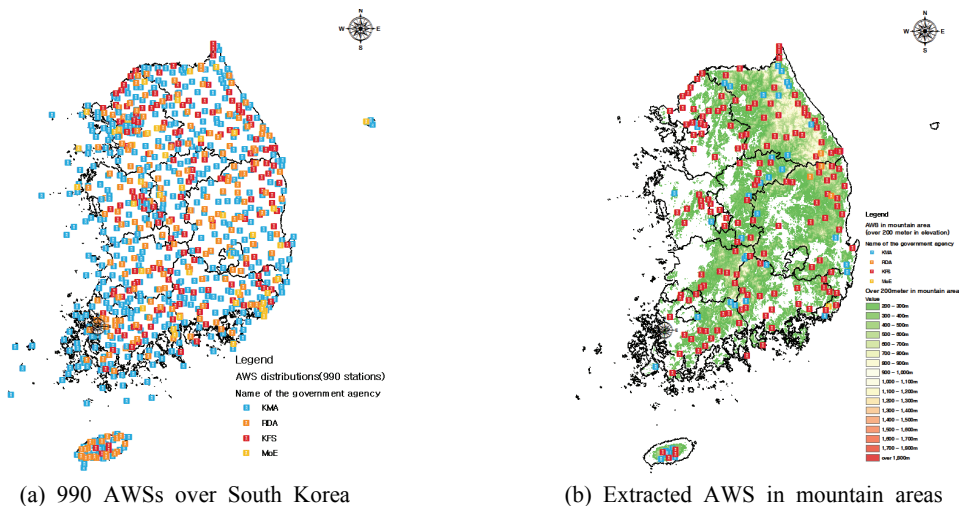 N
W E
S
Legend
AWS distributions(990 stations)
Name of the government agency
KMA
RDA
KFS
MoE
(a) 990 AWSs over South Korea
N
W E
S
Legend
AWS in mountain area
(over 200 meter in elevation)
Name of the government agency
KMA
RDA
KFS
MoE
Over 200meter in mountain area
Value
200 - 300m
300 - 400m
400 - 500m
500 - 600m
600 - 700m
700 - 800m
800 - 900m
900 - 1,000m
1,000 - 1,100m
1,100 - 1,200m
1,200 - 1,300m
1,300 - 1,400m
1,400 - 1,500m
1,500 - 1,600m
1,600 - 1,700m
1,700 - 1,800m
over 1,800m
(b) Extracted AWS in mountain areas